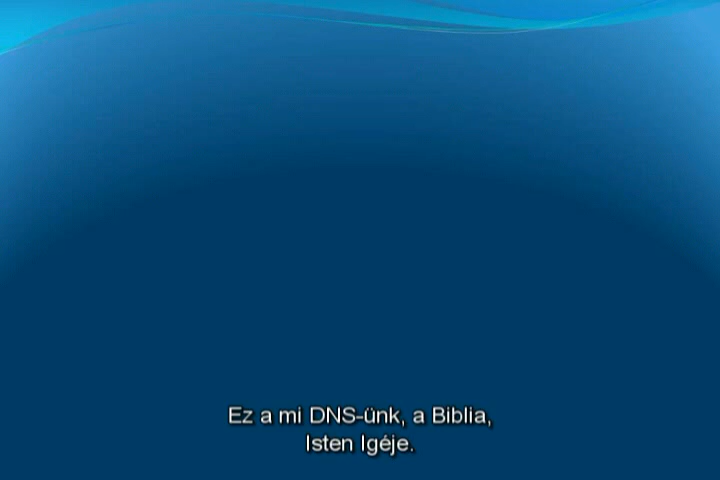 Ez a mi DNS-ünk, a Biblia,
Isten Igéje.